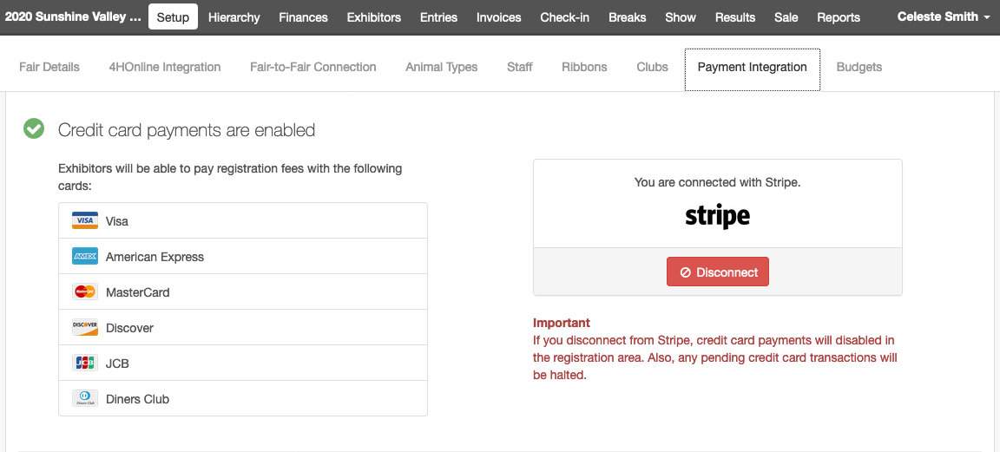 2020 Sunshine Valley ... Setup Hierarchy Finances Exhibitors Entries Invoices Check-in Breaks Show Results Sale Reports Celeste Smith
Fair Details 4HOnline Integration Fair-to-Fair Connection Animal Types Staff Ribbons Clubs Payment Integration Budgets
Credit card payments are enabled
Exhibitors will be able to pay registration fees with the following
cards:
VISA Visa
AMEX American Express
MasterCard MasterCard
DISCOVER Discover
JCB JCB
Diners Club Diners Club
You are connected with Stripe.
stripe
Disconnect
Important
If you disconnect from Stripe, credit card payments will disabled in
the registration area. Also, any pending credit card transactions will
be halted.